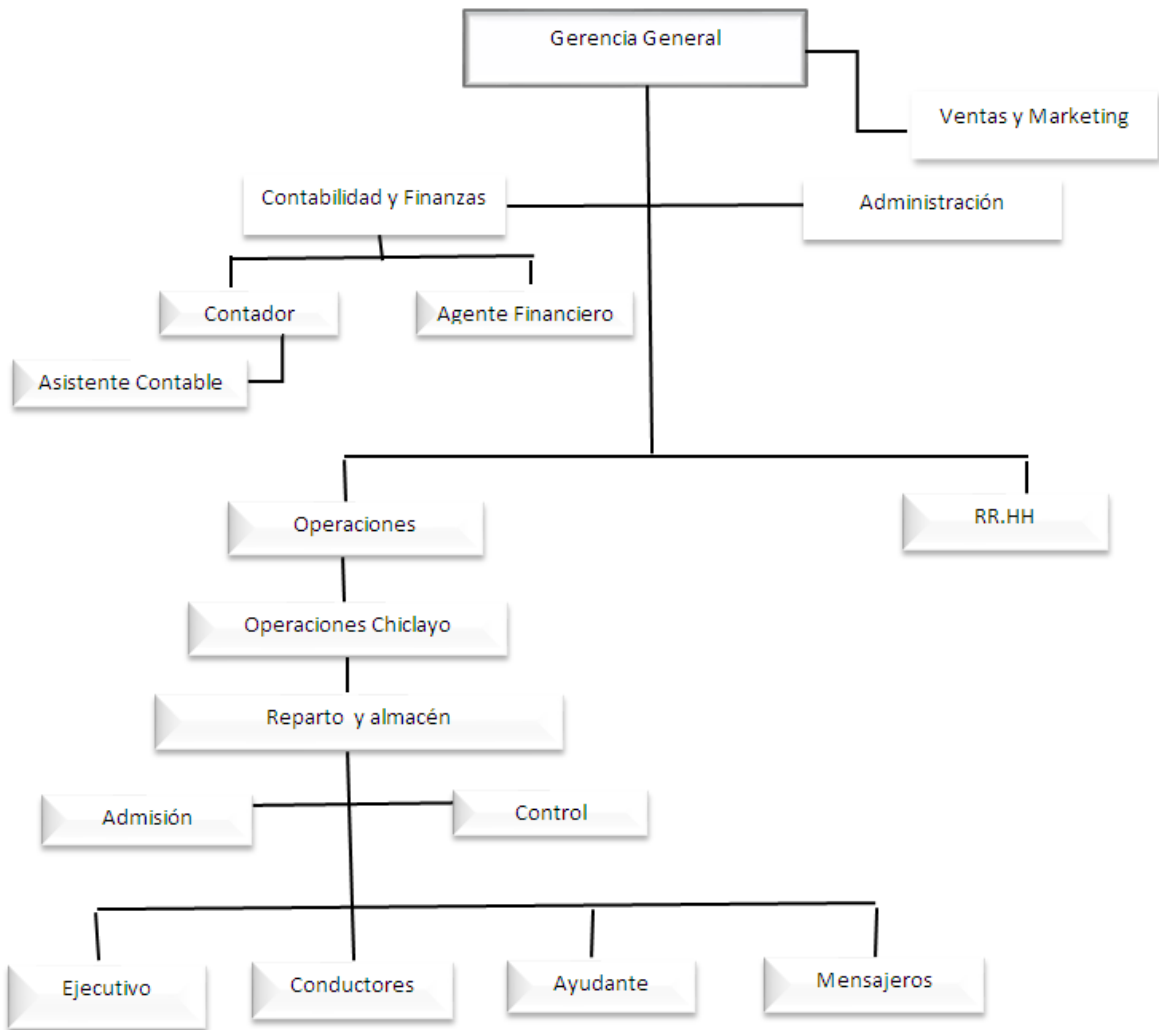 Gerencia General
Ventas y Marketing
Contabilidad y Finanzas
Administración
Contador
Agente Financiero
Asistente Contable
Operaciones
RR.HH
Operaciones Chiclayo
Reparto y almacén
Admisión
Control
Ejecutivo
Conductores
Ayudante
Mensajeros